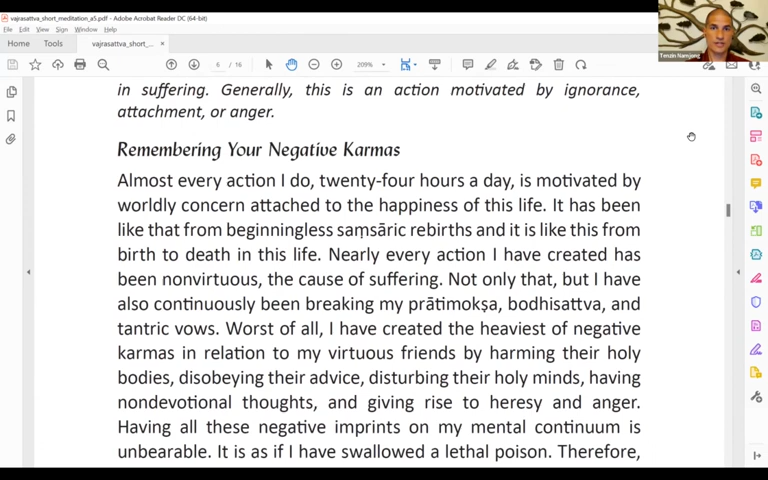 vajrasattva_short_meditation_a5.pdf - Adobe Acrobat Reader DC (64-bit)
File Edit View Sign Window Help
Home Tools vajrasattva_short_... ×
6 / 16 209%
Tenzin Namjong
in suffering. Generally, this is an action motivated by ignorance,
attachment, or anger.
Remembering Your Negative Karmas
Almost every action I do, twenty-four hours a day, is motivated by
worldly concern attached to the happiness of this life. It has been
like that from beginningless saṃsāric rebirths and it is like this from
birth to death in this life. Nearly every action I have created has
been nonvirtuous, the cause of suffering. Not only that, but I have
also continuously been breaking my prātimokṣa, bodhisattva, and
tantric vows. Worst of all, I have created the heaviest of negative
karmas in relation to my virtuous friends by harming their holy
bodies, disobeying their advice, disturbing their holy minds, having
nondevotional thoughts, and giving rise to heresy and anger.
Having all these negative imprints on my mental continuum is
unbearable. It is as if I have swallowed a lethal poison. Therefore,